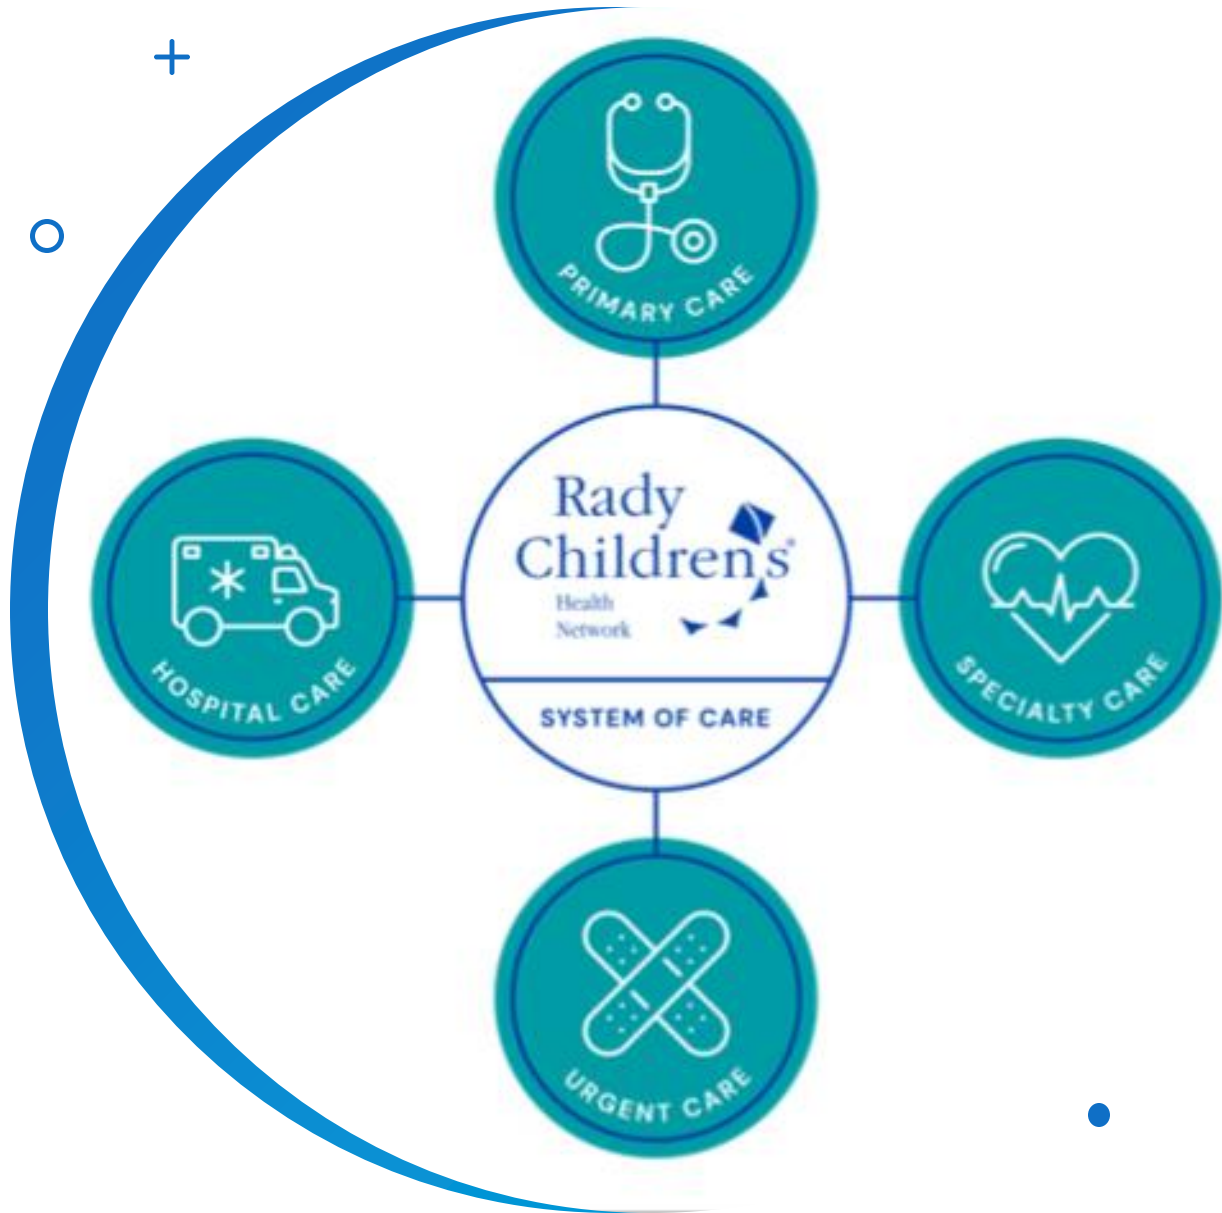 PRIMARY CARE
Rady
Children's®
Health
Network
SYSTEM OF CARE
HOSPITAL CARE
SPECIALTY CARE
URGENT CARE